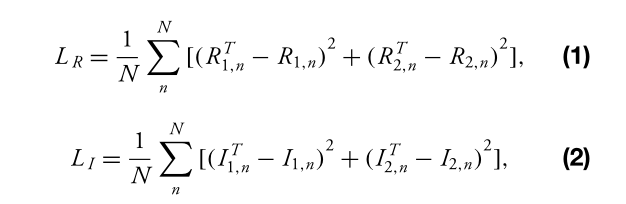 L_R = \frac{1}{N} \sum_{n}^{N} [(R_{1,n}^{T} - R_{1,n})^2 + (R_{2,n}^{T} - R_{2,n})^2], (1)
L_I = \frac{1}{N} \sum_{n}^{N} [(I_{1,n}^{T} - I_{1,n})^2 + (I_{2,n}^{T} - I_{2,n})^2], (2)